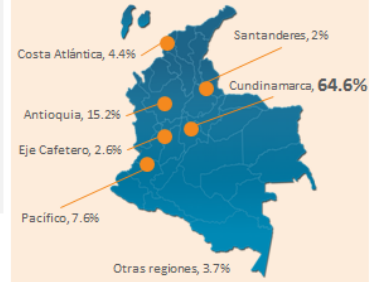 Santanderes, 2%
Costa Atlántica, 4.4%
Cundinamarca, 64.6%
Antioquia, 15.2%
Eje Cafetero, 2.6%
Pacífico, 7.6%
Otras regiones, 3.7%